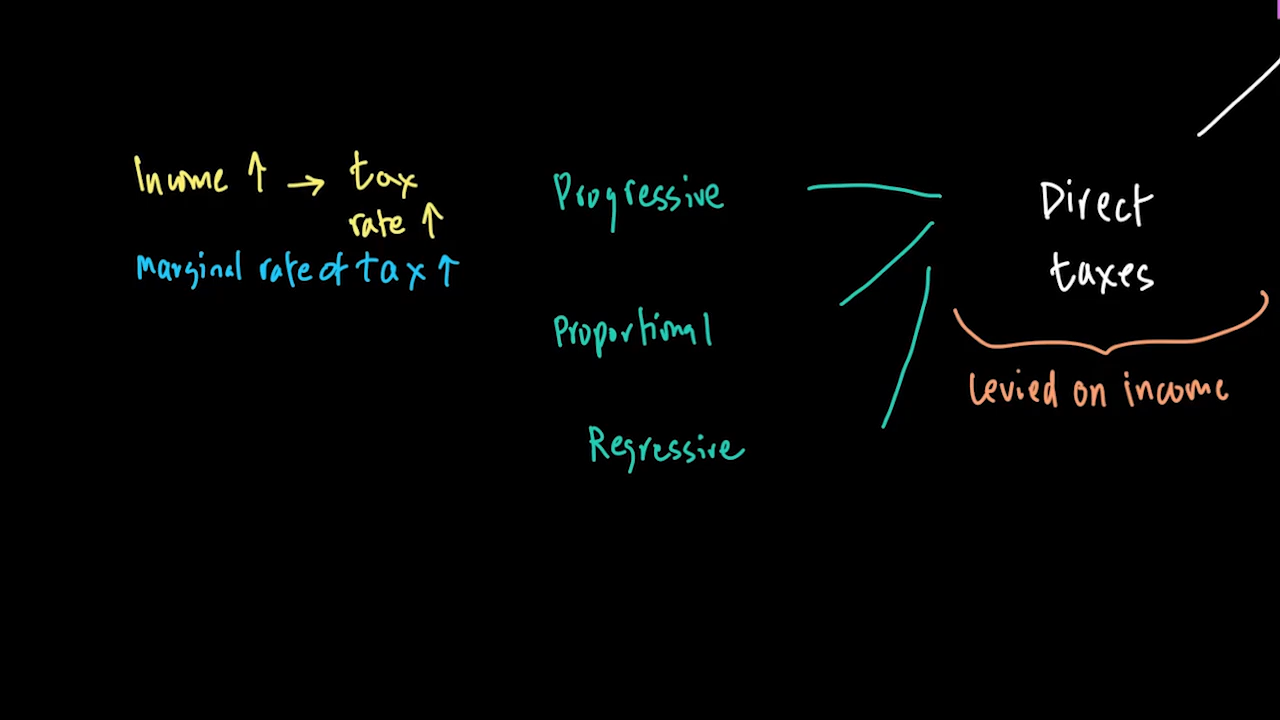 Income ↑ → tax
rate ↑
Marginal rate of tax ↑
Progressive
Proportional
Regressive
Direct
taxes
Levied on income